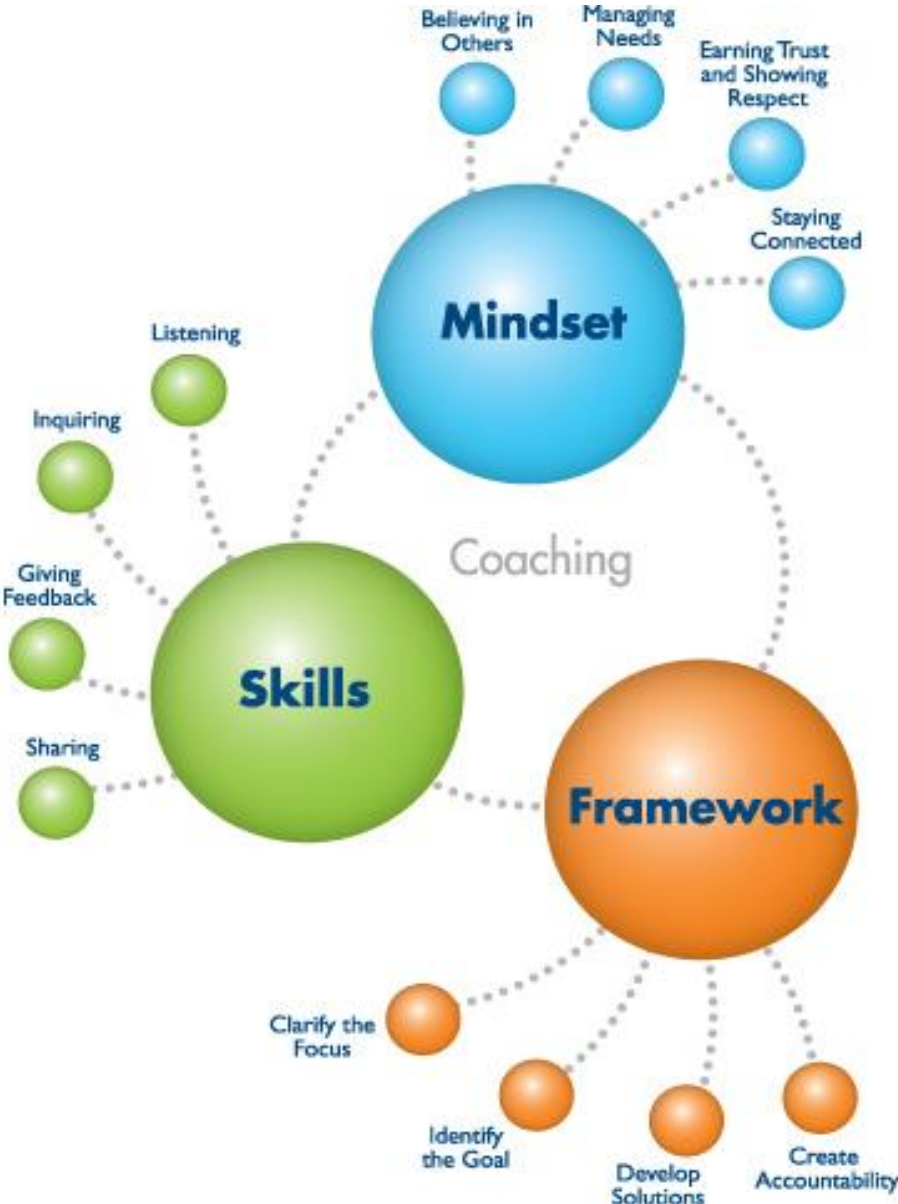 Believing in
Others
Managing
Needs
Earning Trust
and Showing
Respect
Staying
Connected
Mindset
Listening
Inquiring
Giving
Feedback
Sharing
Skills
Coaching
Framework
Clarify the
Focus
Identify
the Goal
Develop
Solutions
Create
Accountability